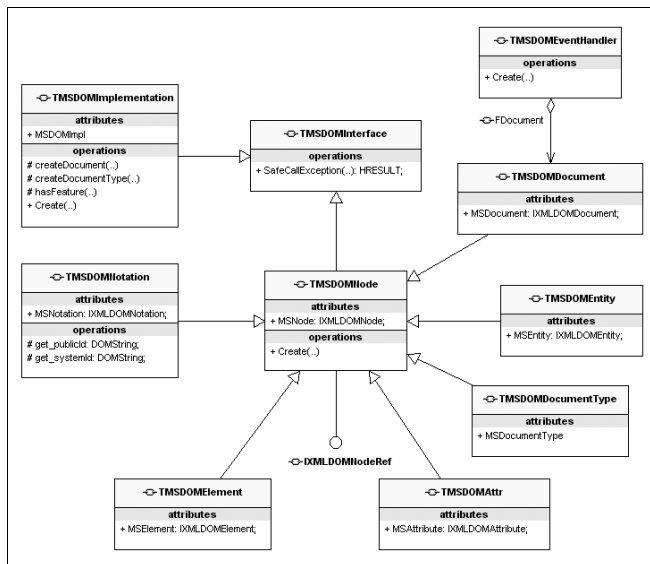 TMSDOMEventHandler
operations
+ Create(..)
FDocument
TMSDOMImplementation
attributes
+ MSDOMImpl
operations
# createDocument(..)
# createDocumentType(..)
# hasFeature(..)
+ Create(..)
TMSDOMInterface
operations
+ SafeCallException(..): HRESULT;
TMSDOMDocument
attributes
+ MSDocument: IXMLDOMDocument;
TMSDOMNotation
attributes
+ MSNotation: IXMLDOMNotation;
operations
# get_publicId: DOMString;
# get_systemId: DOMString;
TMSDOMNode
attributes
+ MSNode: IXMLDOMNode;
operations
+ Create(..)
TMSDOMEntity
attributes
+ MSEntity: IXMLDOMEntity;
TMSDOMDocumentType
attributes
+ MSDocumentType
IXMLDOMNodeRef
TMSDOMElement
attributes
+ MSElement: IXMLDOMElement;
TMSDOMAttr
attributes
+ MSAttribute: IXMLDOMAttribute;